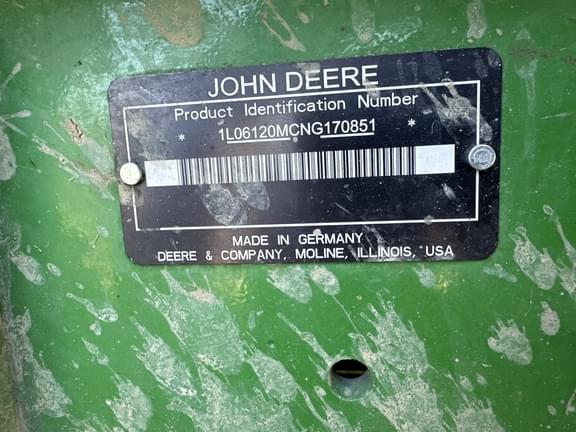 JOHN DEERE
Product Identification Number
* 1L06120MCNG170851 *
MADE IN GERMANY
DEERE & COMPANY, MOLINE, ILLINOIS, USA